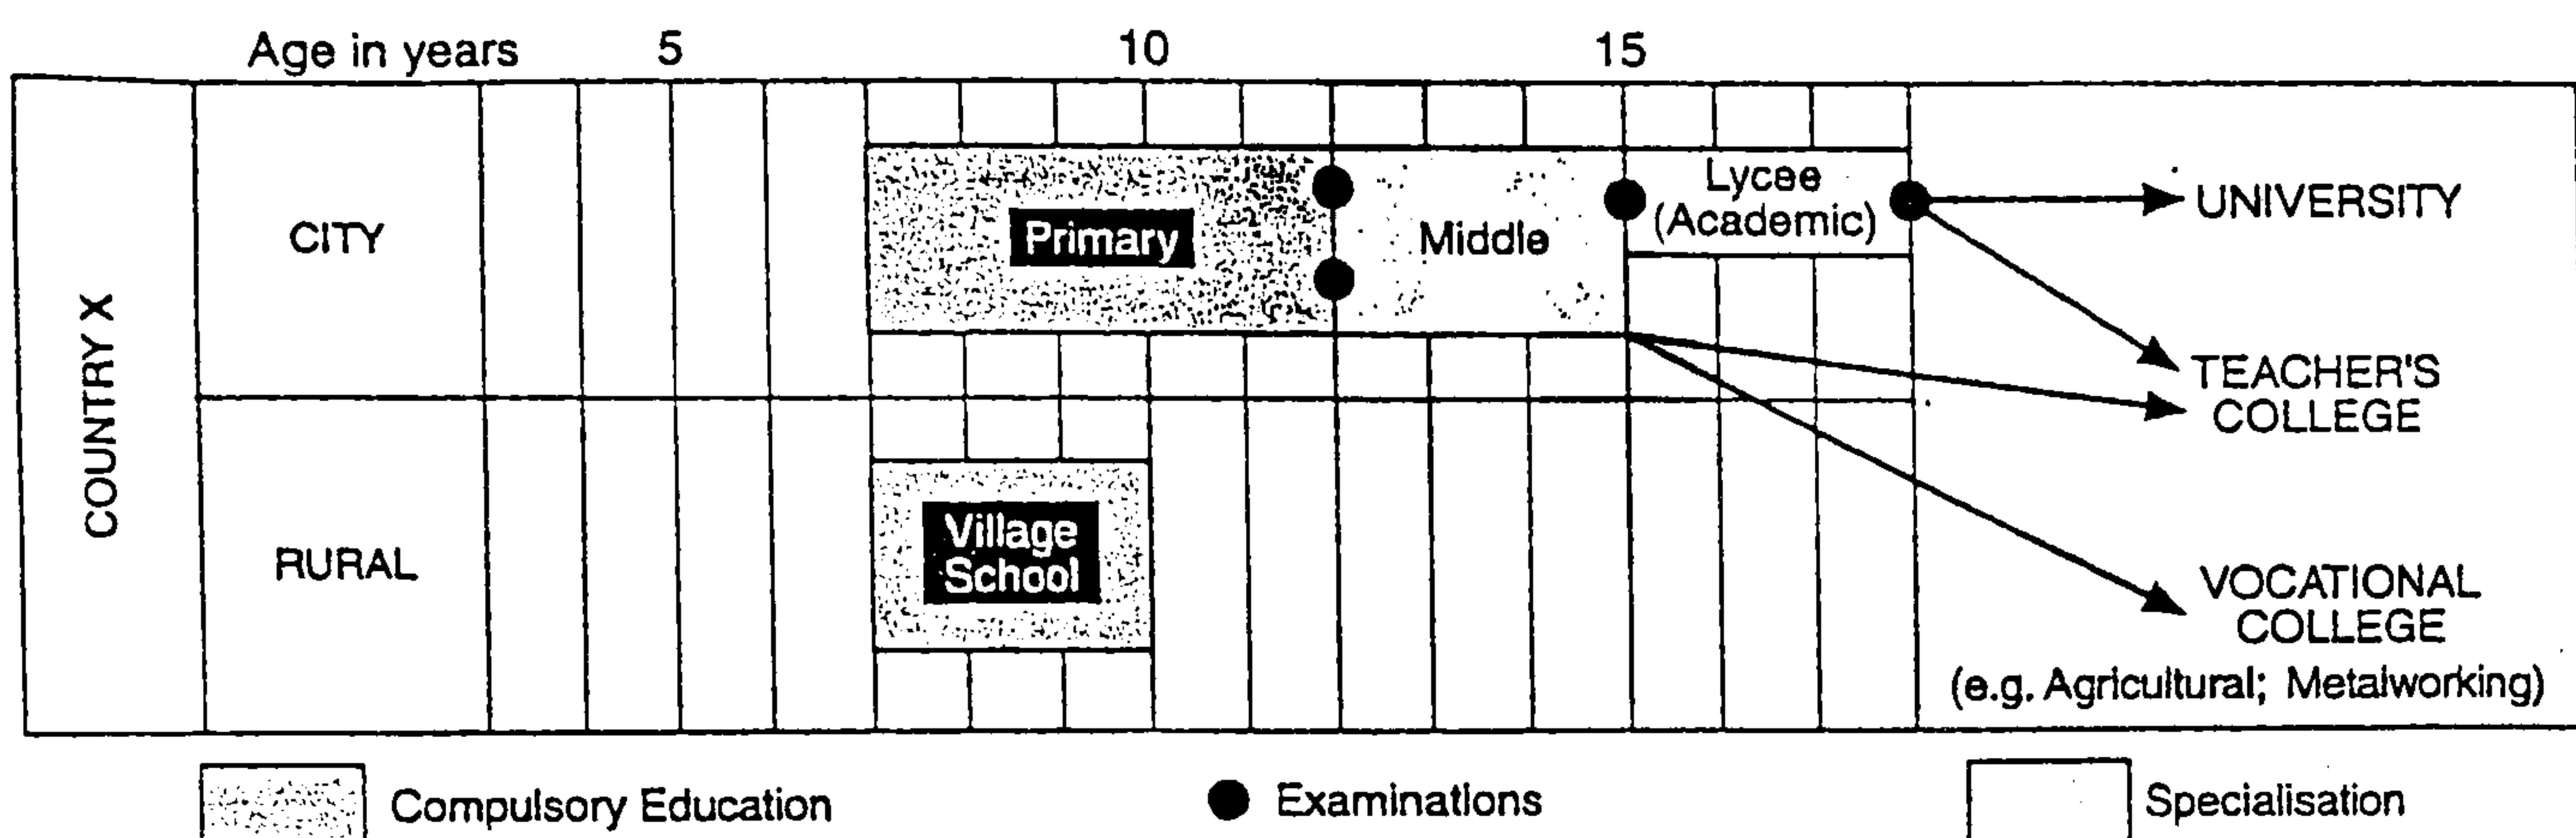 Age in years 5 10 15
COUNTRY X
CITY
Primary
Middle
Lycee
(Academic)
UNIVERSITY
TEACHER'S
COLLEGE
RURAL
Village
School
VOCATIONAL
COLLEGE
(e.g. Agricultural; Metalworking)
Compulsory Education
Examinations
Specialisation